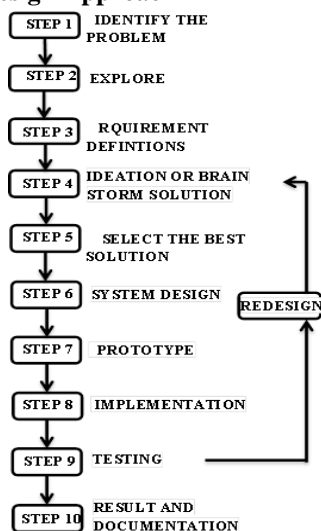 STEP 1 IDENTIFY THE
PROBLEM
STEP 2 EXPLORE
STEP 3 RQUIREMENT
DEFINTIONS
STEP 4 IDEATION OR BRAIN
STORM SOLUTION
STEP 5 SELECT THE BEST
SOLUTION
STEP 6 SYSTEM DESIGN
REDESIGN
STEP 7 PROTOTYPE
STEP 8 IMPLEMENTATION
STEP 9 TESTING
STEP 10 RESULT AND
DOCUMENTATION